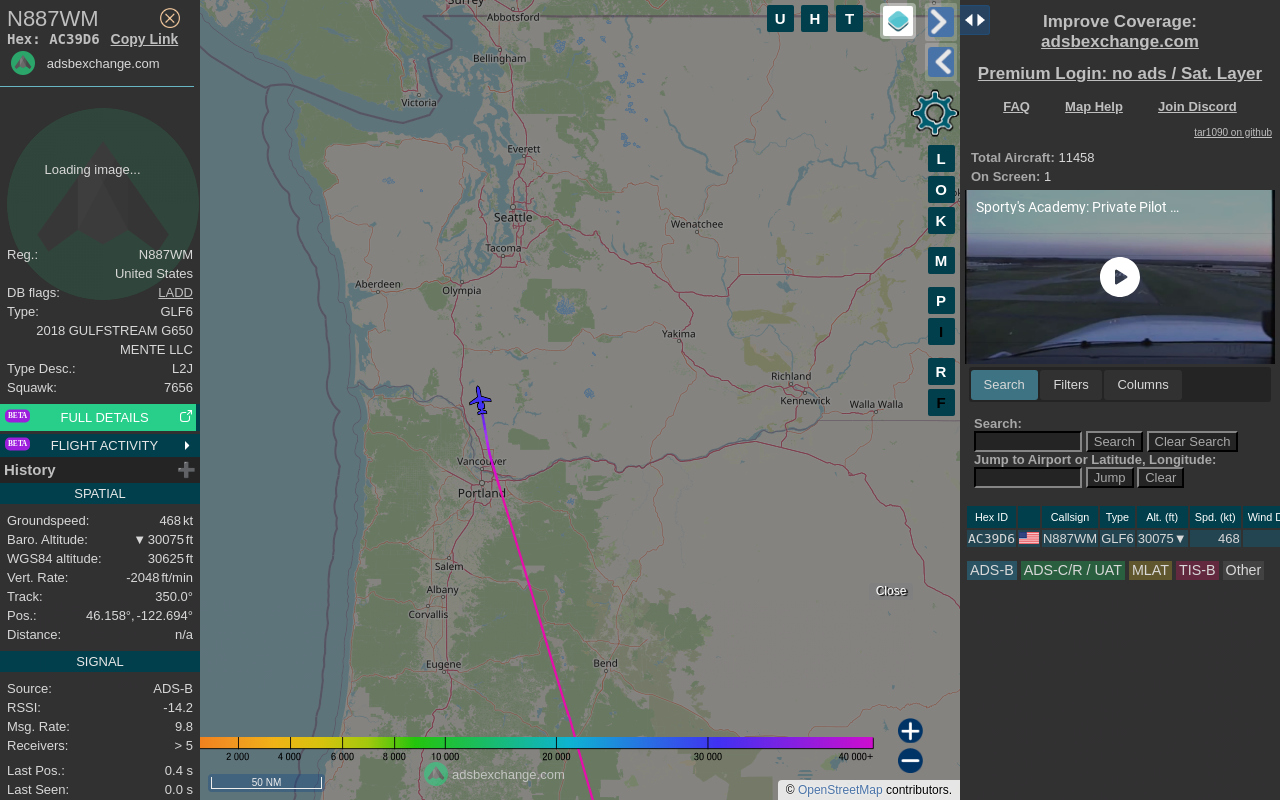 N887WM
Hex: AC39D6 Copy Link
adsbexchange.com
Loading image...
Reg.: N887WM
United States
DB flags: LADD
Type: GLF6
2018 GULFSTREAM G650
MENTE LLC
Type Desc.: L2J
Squawk: 7656
BETA FULL DETAILS
BETA FLIGHT ACTIVITY
History
SPATIAL
Groundspeed: 468 kt
Baro. Altitude: ▼ 30075 ft
WGS84 altitude: 30625 ft
Vert. Rate: -2048 ft/min
Track: 350.0°
Pos.: 46.158°, -122.694°
Distance: n/a
SIGNAL
Source: ADS-B
RSSI: -14.2
Msg. Rate: 9.8
Receivers: > 5
Last Pos.: 0.4 s
Last Seen: 0.0 s
Surrey
Abbotsford
Bellingham
Victoria
Everett
Seattle
Wenatchee
Tacoma
Aberdeen
Olympia
Yakima
Richland
Kennewick
Walla Walla
Vancouver
Portland
Salem
Albany
Corvallis
Eugene
Bend
U H T
L
O
K
M
P
I
R
F
Close
2 000 4 000 6 000 8 000 10 000 20 000 30 000 40 000+
adsbexchange.com
50 NM
© OpenStreetMap contributors.
Improve Coverage:
adsbexchange.com
Premium Login: no ads / Sat. Layer
FAQ Map Help Join Discord
tar1090 on github
Total Aircraft: 11458
On Screen: 1
Sporty's Academy: Private Pilot ...
Search Filters Columns
Search:
Search Clear Search
Jump to Airport or Latitude, Longitude:
Jump Clear
Hex ID Callsign Type Alt. (ft) Spd. (kt) Wind D
AC39D6 N887WM GLF6 30075▼ 468
ADS-B ADS-C/R / UAT MLAT TIS-B Other